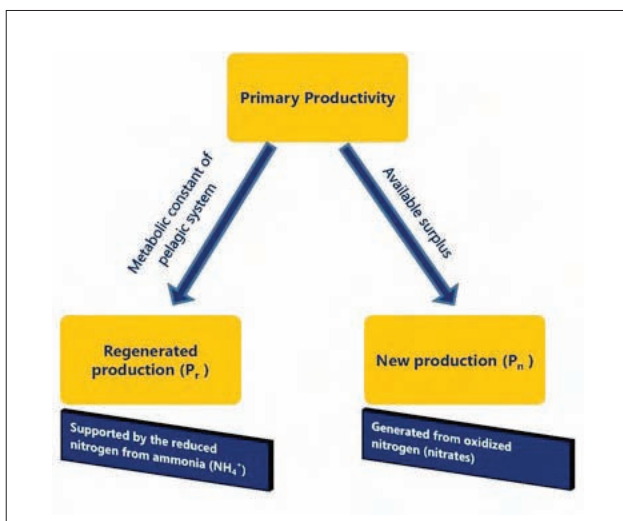 Primary Productivity
Metabolic constant of
pelagic system
Available surplus
Regenerated
production (Pᵣ )
New production (Pₙ )
Supported by the reduced
nitrogen from ammonia (NH₄⁺)
Generated from oxidized
nitrogen (nitrates)